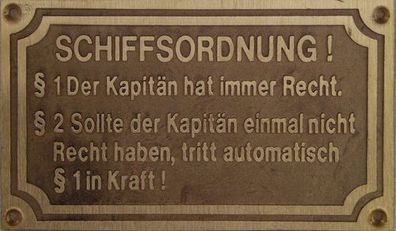 SCHIFFSORDNUNG !
§ 1 Der Kapitän hat immer Recht.
§ 2 Sollte der Kapitän einmal nicht
Recht haben, tritt automatisch
§ 1 in Kraft !